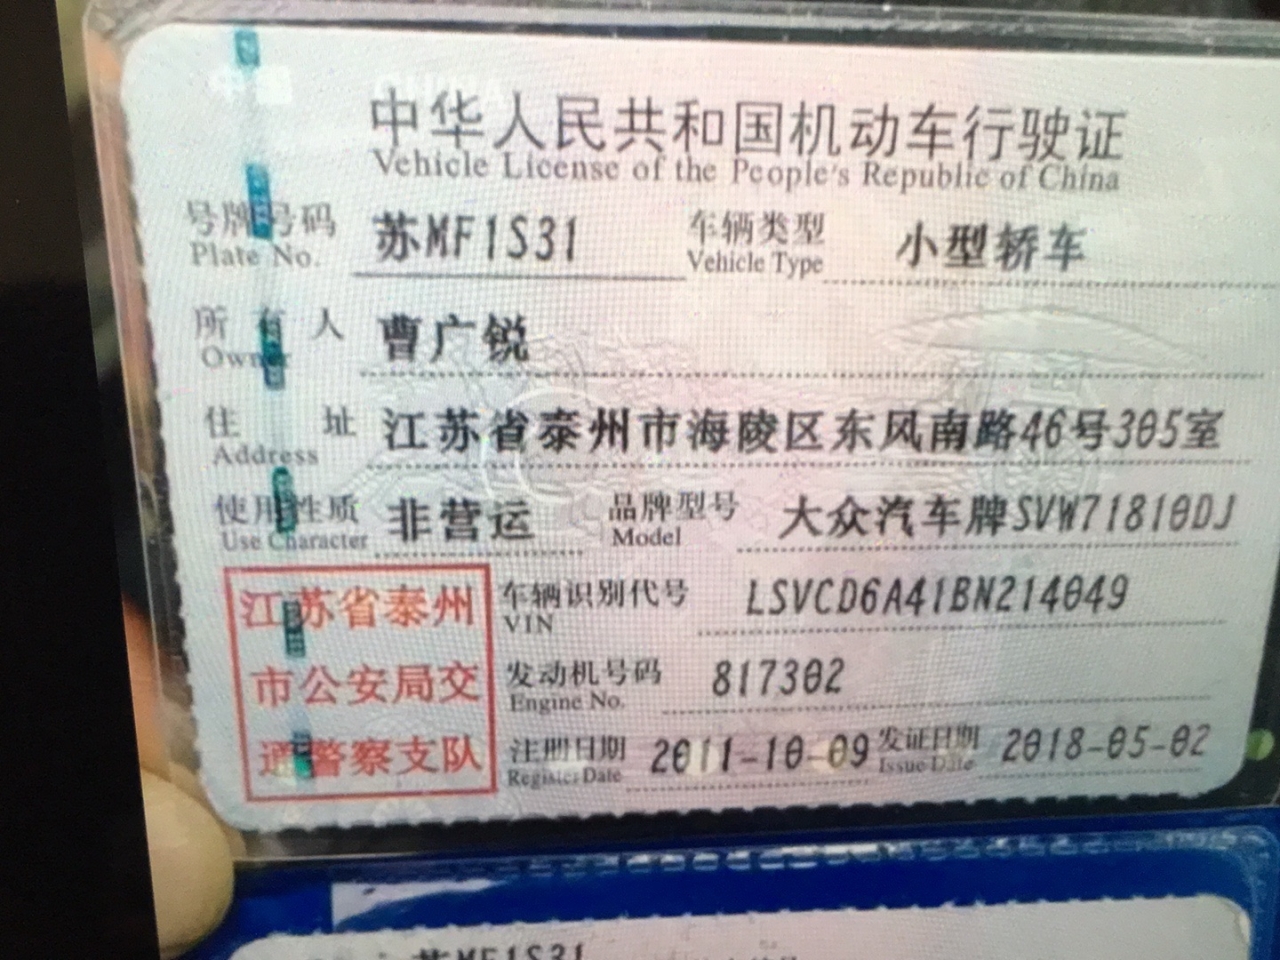 中华人民共和国机动车行驶证
Vehicle License of the People's Republic of China
号牌号码 苏MF1S31 车辆类型 小型轿车
Plate No. Vehicle Type
所有人 曹广锐
Owner
住址 江苏省泰州市海陵区东风南路46号305室
Address
使用性质 非营运 品牌型号 大众汽车牌SVW71810DJ
Use Character Model
江苏省泰州 车辆识别代号 LSVCD6A41BN214049
VIN
市公安局交 发动机号码 817302
Engine No.
通警察支队 注册日期 2011-10-09 发证日期 2018-05-02
Register Date Issue Date
苏MF1S31